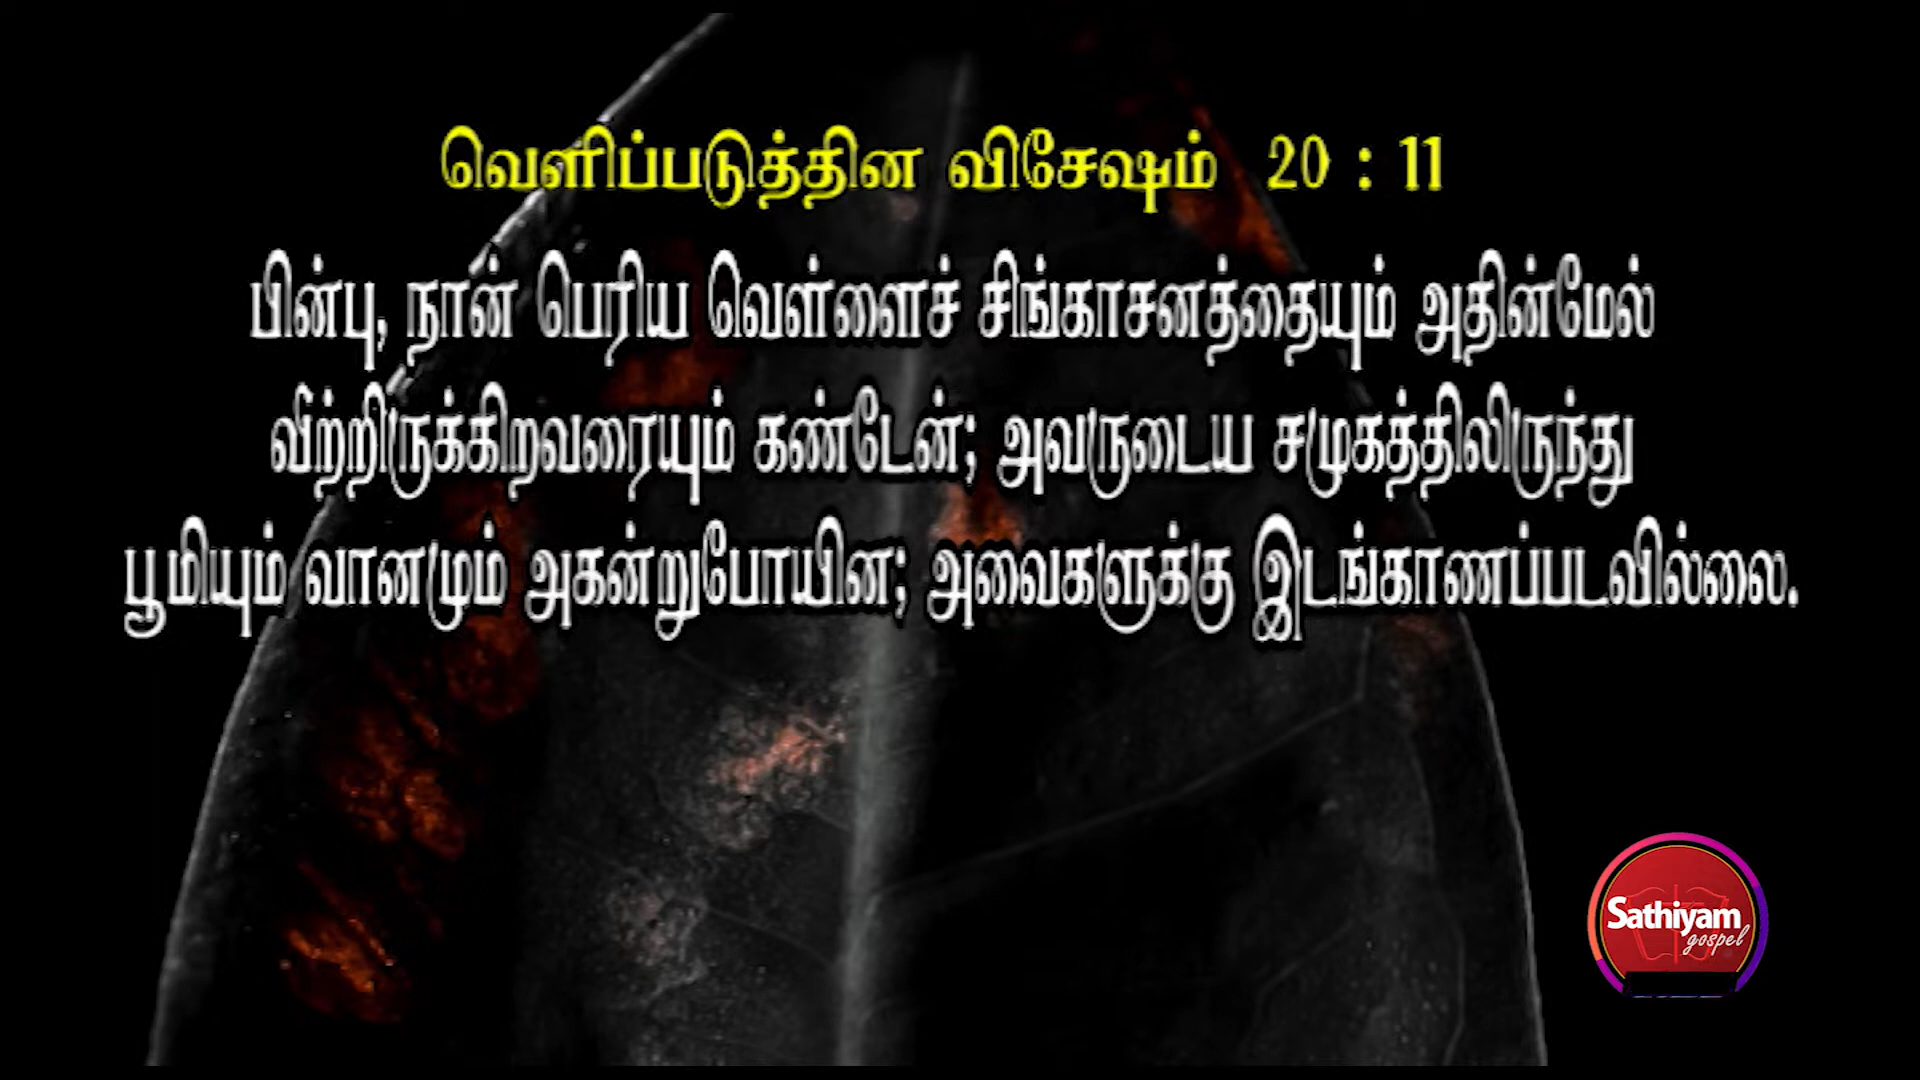 வெளிப்படுத்தின விசேஷம் 20 : 11
பின்பு, நான் பெரிய வெள்ளைச் சிங்காசனத்தையும் அதின்மேல்
வீற்றிருக்கிறவரையும் கண்டேன்; அவருடைய சமுகத்திலிருந்து
பூமியும் வானமும் அகன்றுபோயின; அவைகளுக்கு இடங்காணப்படவில்லை.
Sathiyam
gospel